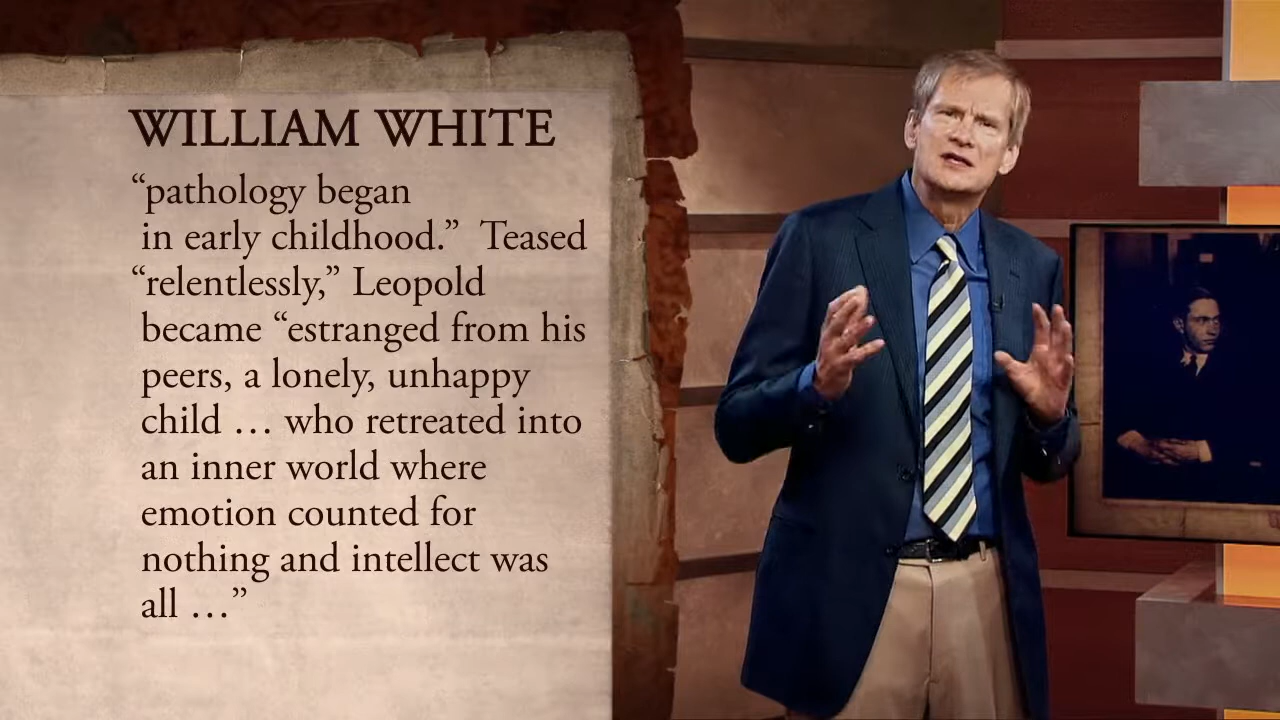 WILLIAM WHITE
“pathology began
in early childhood.”  Teased
“relentlessly,” Leopold
became “estranged from his
peers, a lonely, unhappy
child … who retreated into
an inner world where
emotion counted for
nothing and intellect was
all …”